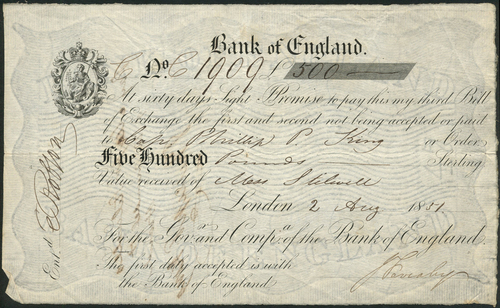 Bank of England.
C No. C 1909 £ 500
At sixty days Sight I Promise to pay this my third Bill
of Exchange the first and second not being accepted or paid
to Capt. Phillip P. King or Order
Five Hundred Pounds Sterling
Value received of Mess Stilwell
London 2 Aug 1851
For the Govr. and Compa. of the Bank of England.
The first duly accepted is with
the Bank of England
Entd.